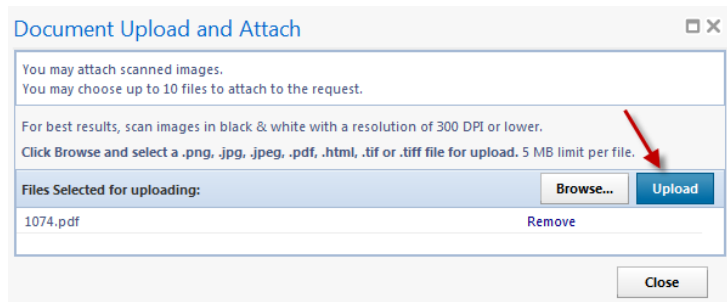 Document Upload and Attach
You may attach scanned images.
You may choose up to 10 files to attach to the request.
For best results, scan images in black & white with a resolution of 300 DPI or lower.
Click Browse and select a .png, .jpg, .jpeg, .pdf, .html, .tif or .tiff file for upload. 5 MB limit per file.
Files Selected for uploading: Browse... Upload
1074.pdf Remove
Close